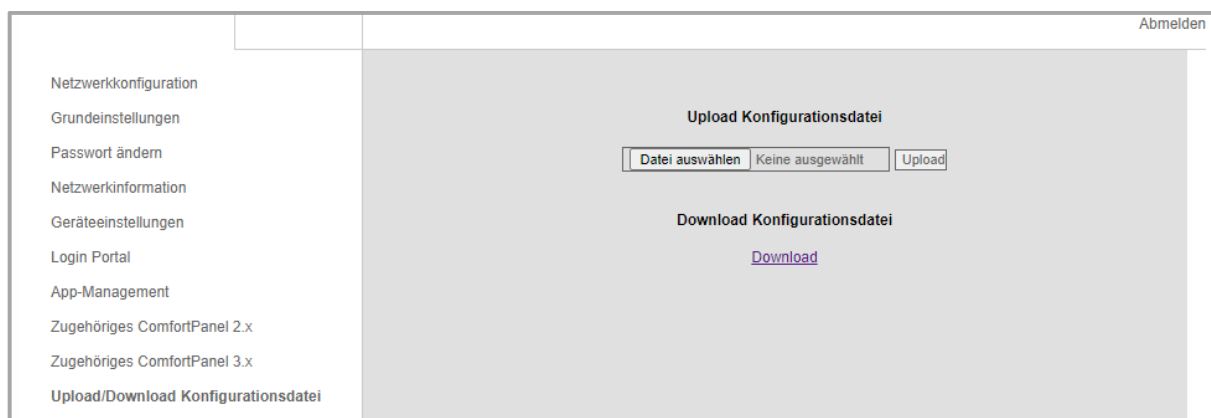 Abmelden
Netzwerkkonfiguration
Grundeinstellungen
Passwort ändern
Netzwerkinformation
Geräteeinstellungen
Login Portal
App-Management
Zugehöriges ComfortPanel 2.x
Zugehöriges ComfortPanel 3.x
Upload/Download Konfigurationsdatei
Upload Konfigurationsdatei
Datei auswählen Keine ausgewählt Upload
Download Konfigurationsdatei
Download